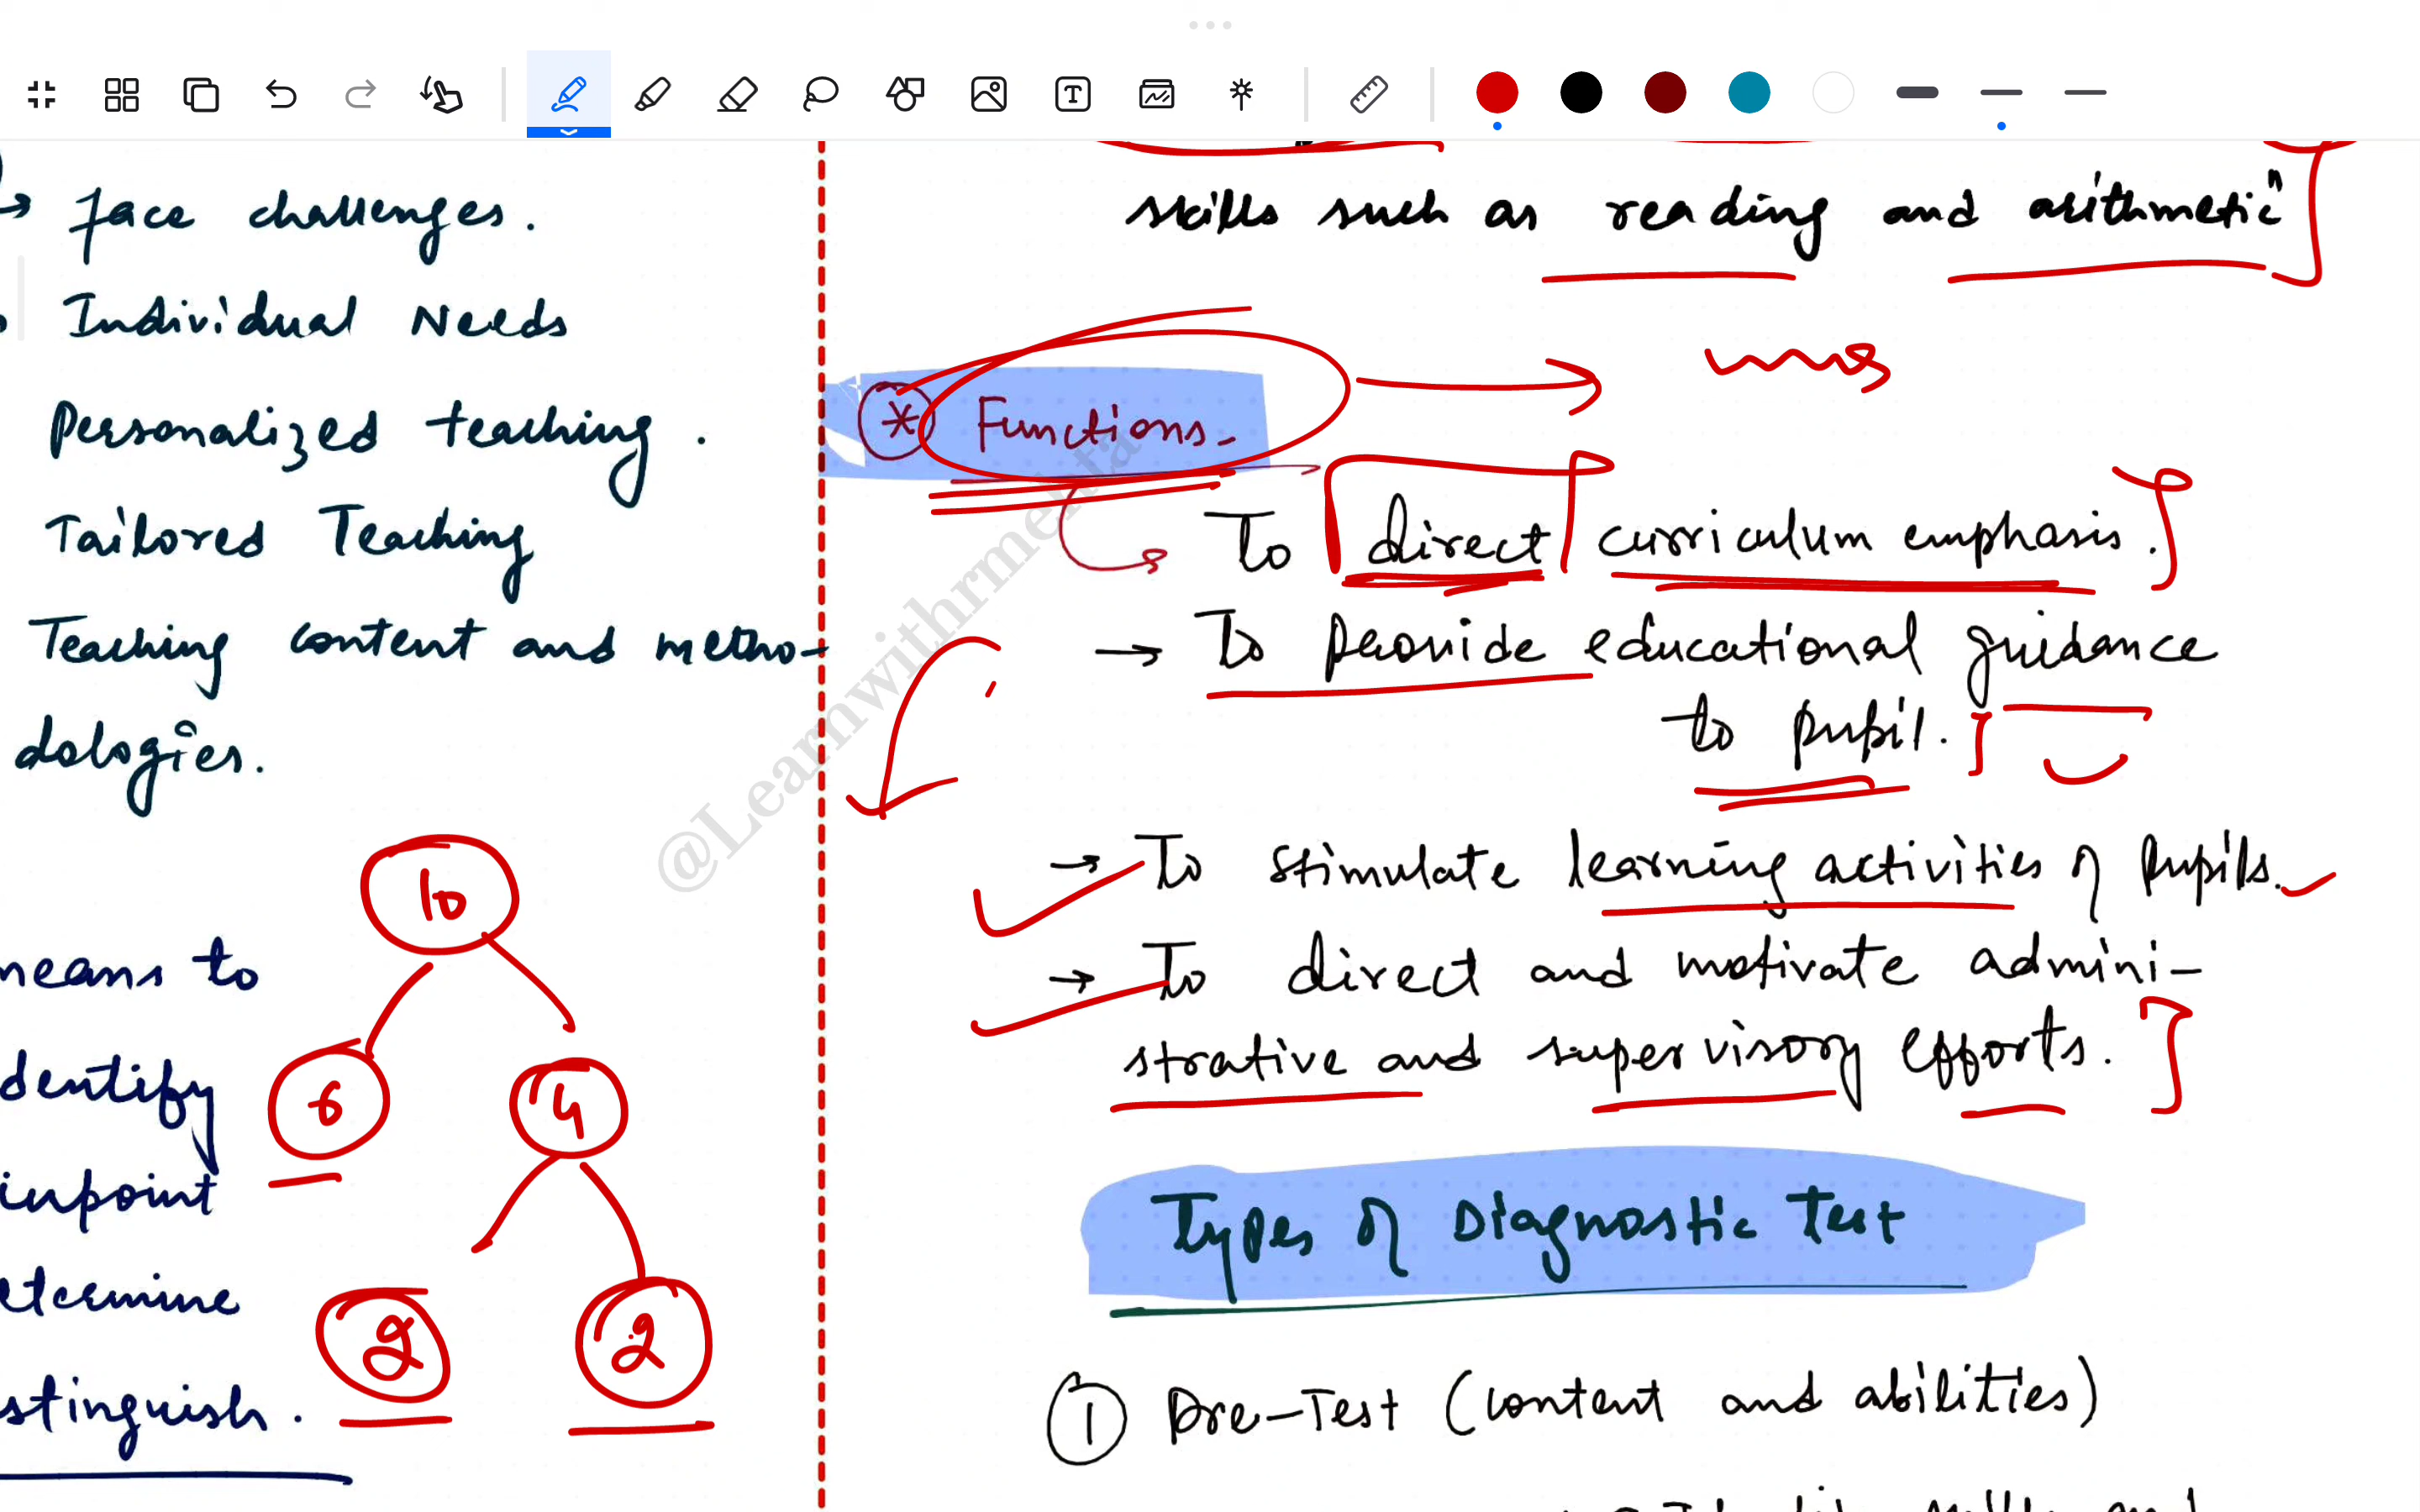 face challenges.
Individual Needs
Personalized teaching.
Tailored Teaching
Teaching content and metho-
dologies.
10
6
4
2
2
means to
dentify
inpoint
etermine
stinguish.
skills such as reading and arithmetic"
* Functions-
To direct curriculum emphasis.
→ To provide educational guidance
to pupil.
→ To stimulate learning activities of pupils.
→ To direct and motivate admini-
strative and supervisory efforts.
Types of Diagnostic Test
① Pre-Test (content and abilities)
@Learnwithrmehta